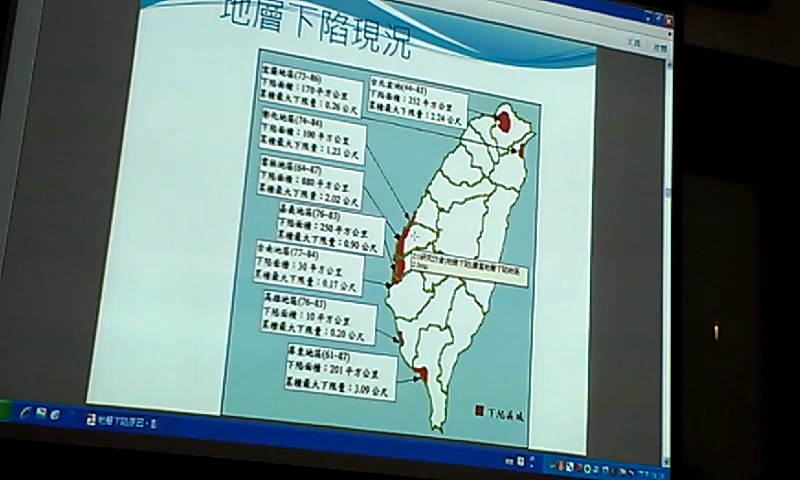 地層下陷現況
宜蘭地區(73-86)
下陷面積：170平方公里
累積最大下限量：0.26公尺
台北盆地(44-83)
下陷面積：252平方公里
累積最大下限量：2.24公尺
彰化地區(74-84)
下陷面積：100平方公里
累積最大下限量：1.23公尺
雲林地區(64-87)
下陷面積：880平方公里
累積最大下限量：2.02公尺
嘉義地區(76-83)
下陷面積：250平方公里
累積最大下限量：0.90公尺
台南地區(77-84)
下陷面積：30平方公里
累積最大下限量：0.17公尺
高雄地區(76-83)
下陷面積：10平方公里
累積最大下限量：0.20公尺
屏東地區(61-87)
下陷面積：201平方公里
累積最大下限量：3.09公尺
下陷區域